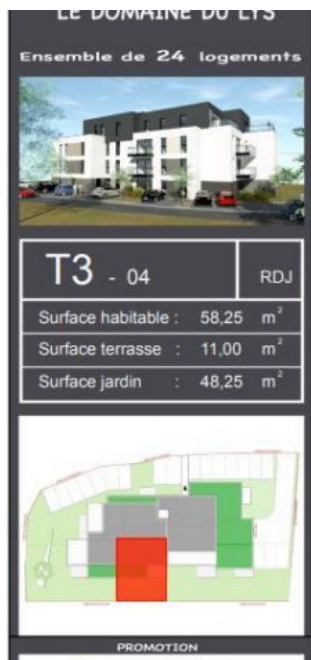 LE DOMAINE DU LYS
Ensemble de 24 logements
T3 - 04 RDJ
Surface habitable : 58,25 m²
Surface terrasse : 11,00 m²
Surface jardin : 48,25 m²
N
PROMOTION